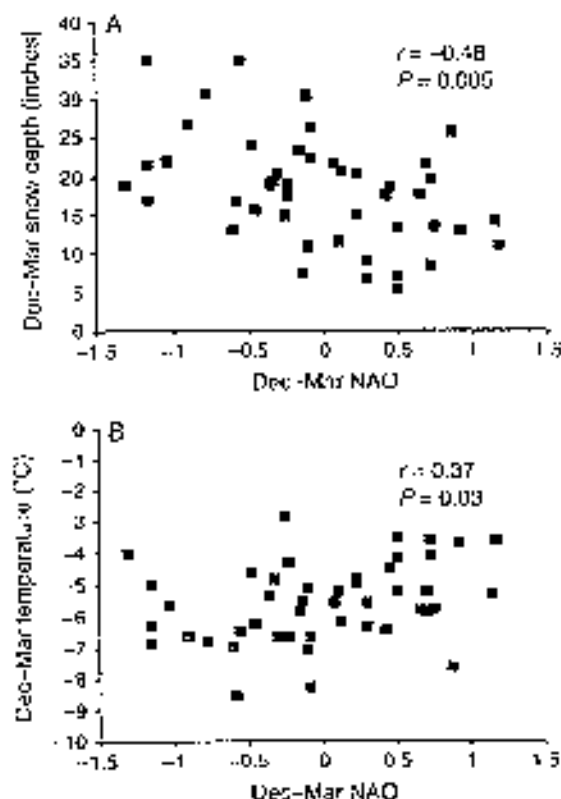 A
40
35
30
25
20
15
10
5
0
Dec–Mar snow depth (inches)
r = –0.48
P = 0.005
–1.5 –1 –0.5 0 0.5 1 1.5
Dec–Mar NAO
B
0
–1
–2
–3
–4
–5
–6
–7
–8
–9
–10
Dec–Mar temperature (°C)
r = 0.37
P = 0.03
–1.5 –1 –0.5 0 0.5 1 1.5
Dec–Mar NAO